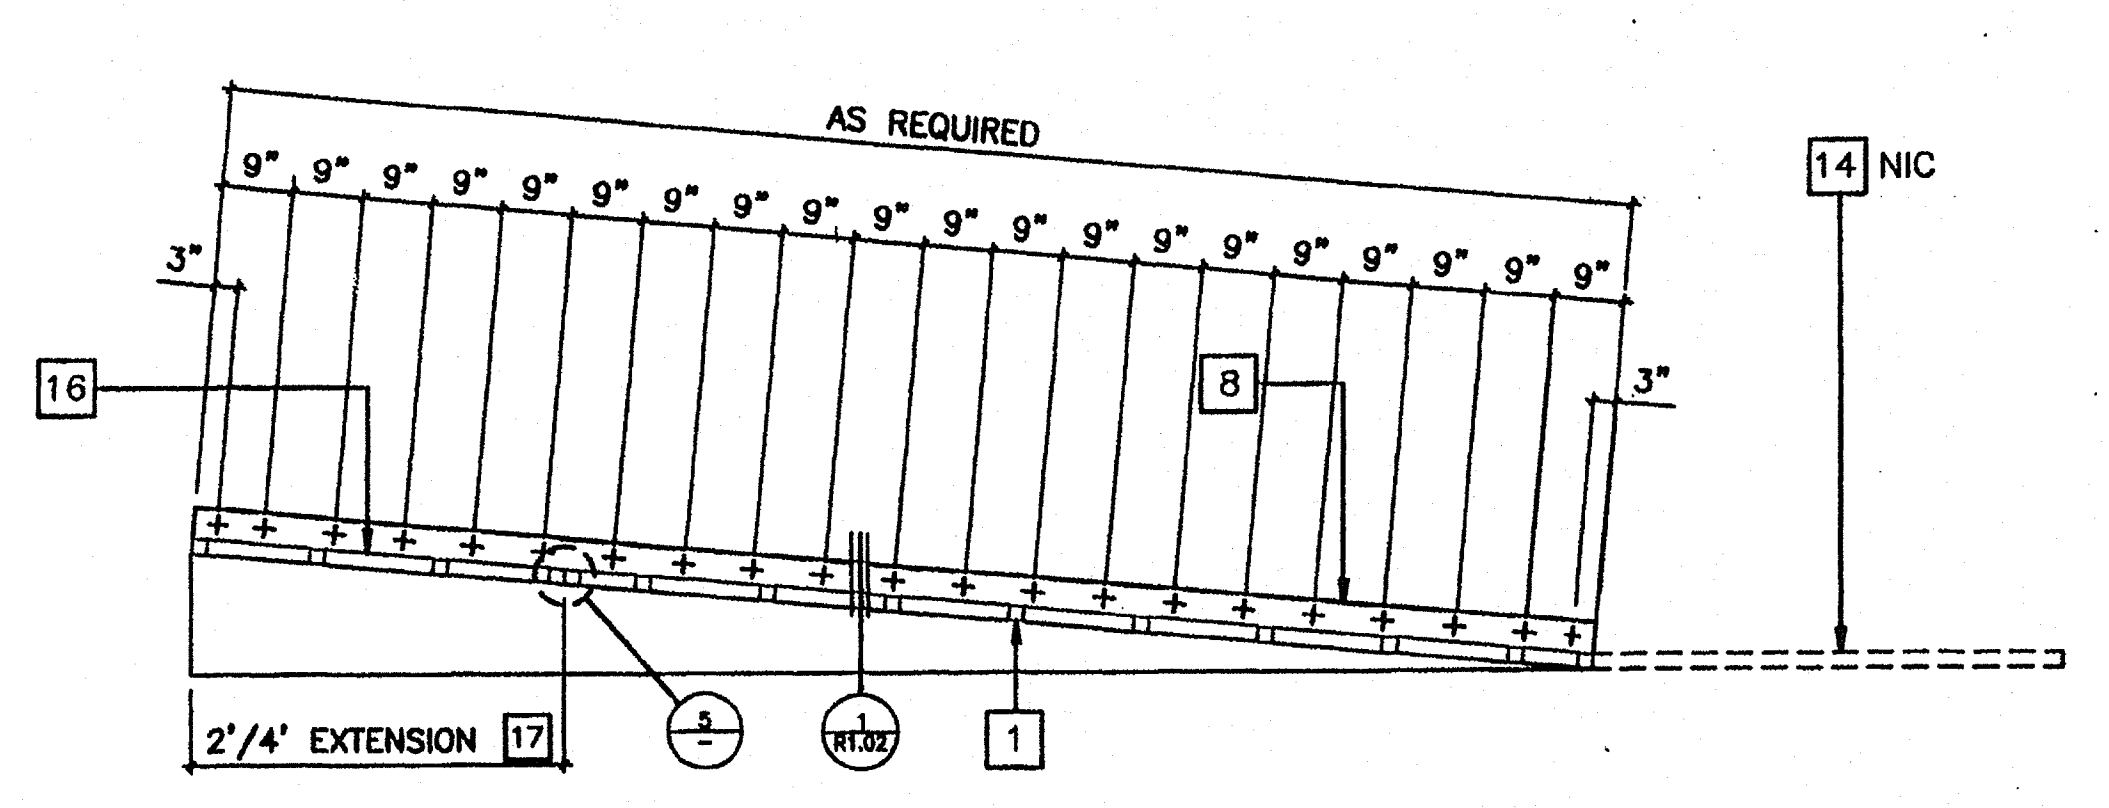 AS REQUIRED
14 NIC
9" 9" 9" 9" 9" 9" 9" 9" 9" 9" 9" 9" 9" 9" 9" 9" 9" 9" 9" 9"
3"
16
8
3"
2'/4' EXTENSION 17
5
–
1
R1.02
1